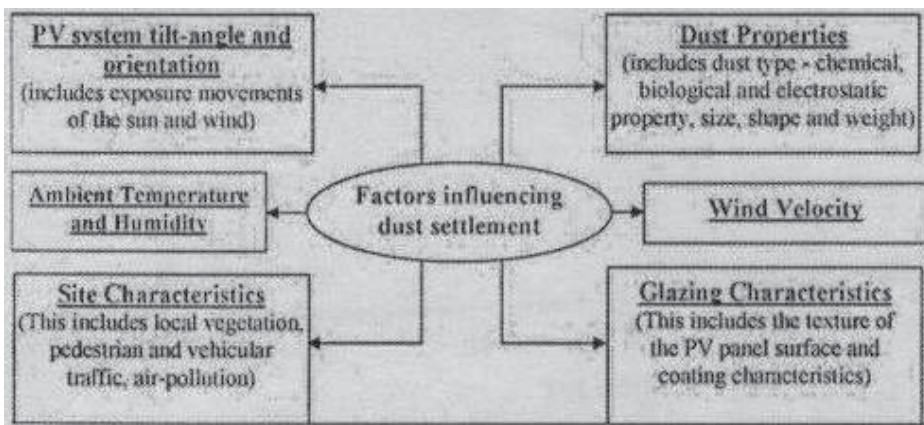 PV system tilt-angle and
orientation
(includes exposure movements
of the sun and wind)
Dust Properties
(includes dust type - chemical,
biological and electrostatic
property, size, shape and weight)
Ambient Temperature
and Humidity
Factors influencing
dust settlement
Wind Velocity
Site Characteristics
(This includes local vegetation,
pedestrian and vehicular
traffic, air-pollution)
Glazing Characteristics
(This includes the texture of
the PV panel surface and
coating characteristics)